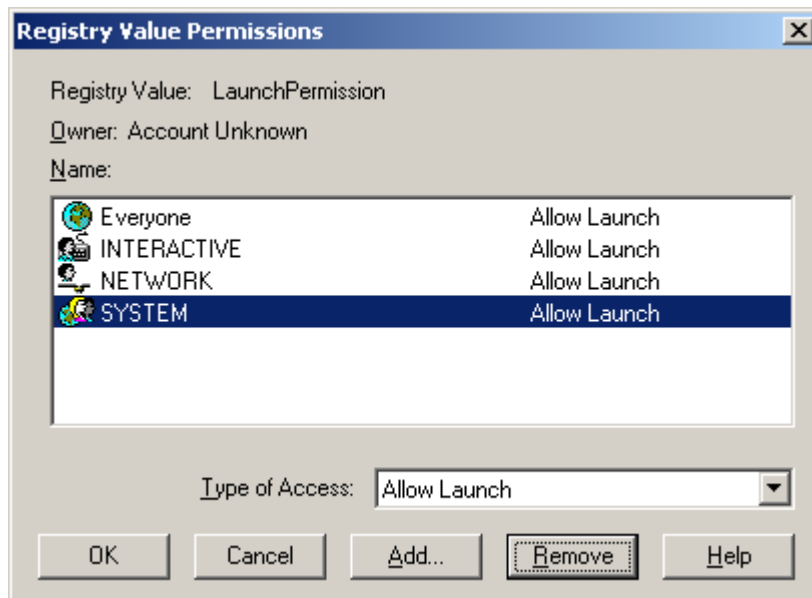 Registry Value Permissions
Registry Value: LaunchPermission
Owner: Account Unknown
Name:
Everyone Allow Launch
INTERACTIVE Allow Launch
NETWORK Allow Launch
SYSTEM Allow Launch
Type of Access: Allow Launch
OK Cancel Add... Remove Help